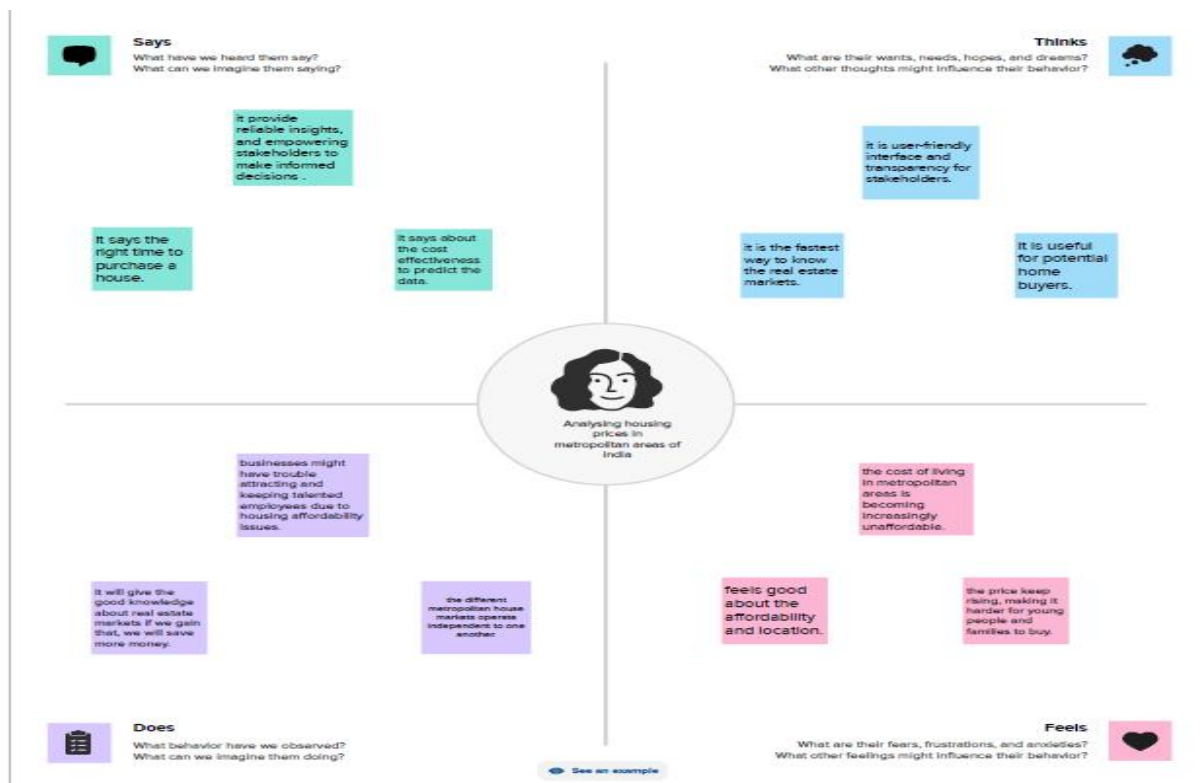 Says
What have we heard them say?
What can we imagine them saying?
it provide
reliable insights,
and empowering
stakeholders to
make informed
decisions .
It says the
right time to
purchase a
house.
It says about
the cost
effectiveness
to predict the
data.
Thinks
What are their wants, needs, hopes, and dreams?
What other thoughts might influence their behavior?
it is user-friendly
interface and
transparency for
stakeholders.
it is the fastest
way to know
the real estate
markets.
It is useful
for potential
home
buyers.
Analysing housing
prices in
metropolitan areas of
India
businesses might
have trouble
attracting and
keeping talented
employees due to
housing affordability
issues.
It will give the
good knowledge
about real estate
markets if we gain
that, we will save
more money.
the different
metropolitan house
markets operate
independent to one
another
Does
What behavior have we observed?
What can we imagine them doing?
the cost of living
in metropolitan
areas is
becoming
increasingly
unaffordable.
feels good
about the
affordability
and location.
the price keep
rising, making it
harder for young
people and
families to buy.
Feels
What are their fears, frustrations, and anxieties?
What other feelings might influence their behavior?
See an example